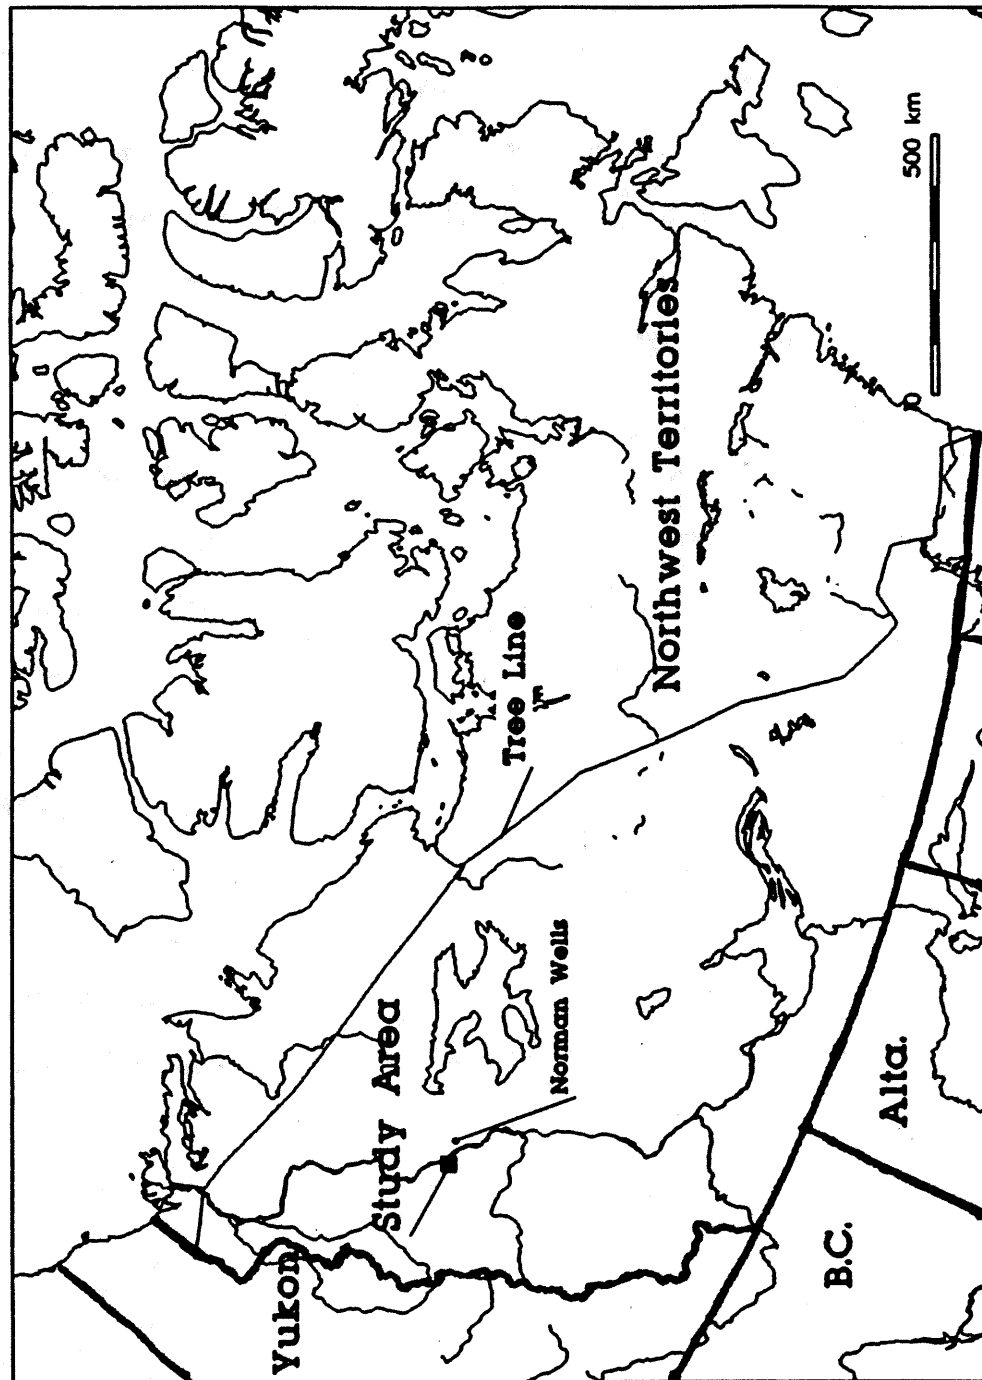 Yukon
Study Area
Norman Wells
Tree Line
Northwest Territories
B.C.
Alta.
500 km